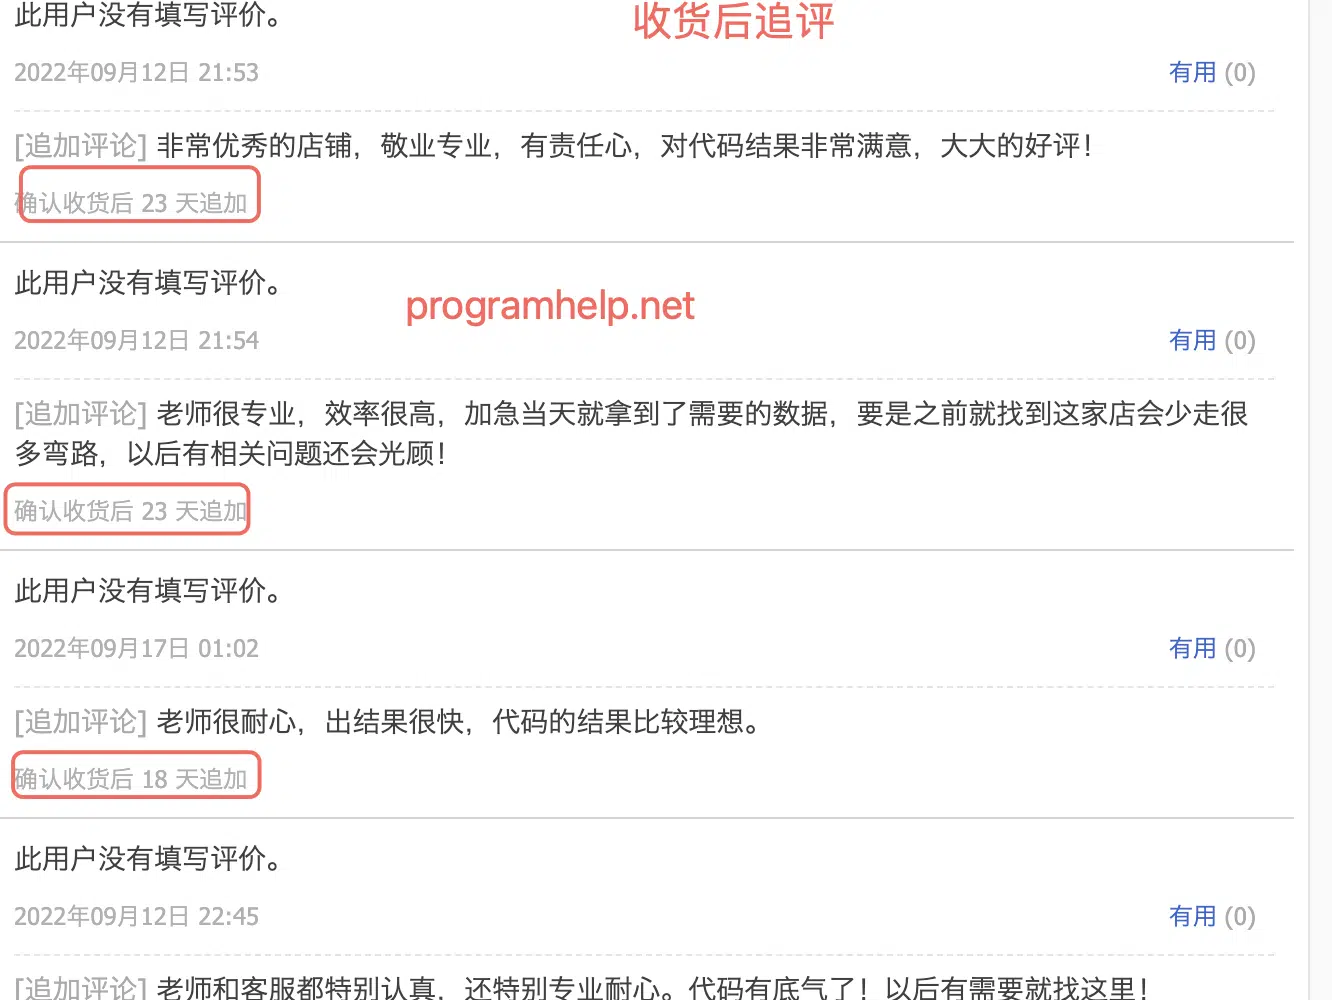 此用户没有填写评价。
收货后追评
2022年09月12日 21:53
有用 (0)
[追加评论] 非常优秀的店铺，敬业专业，有责任心，对代码结果非常满意，大大的好评！
确认收货后 23 天追加
此用户没有填写评价。
programhelp.net
2022年09月12日 21:54
有用 (0)
[追加评论] 老师很专业，效率很高，加急当天就拿到了需要的数据，要是之前就找到这家店会少走很
多弯路，以后有相关问题还会光顾！
确认收货后 23 天追加
此用户没有填写评价。
2022年09月17日 01:02
有用 (0)
[追加评论] 老师很耐心，出结果很快，代码的结果比较理想。
确认收货后 18 天追加
此用户没有填写评价。
2022年09月12日 22:45
有用 (0)
[追加评论] 老师和客服都特别认真，还特别专业耐心。代码有底气了！以后有需要就找这里！